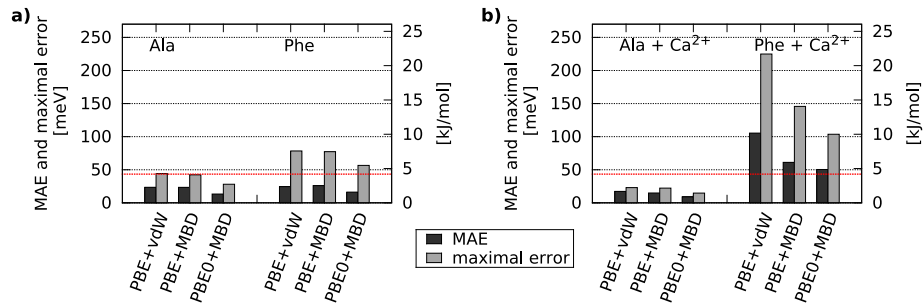 a)
Ala
Phe
MAE and maximal error
[meV]
250
200
150
100
50
0
25
20
15
10
5
0
[kJ/mol]
PBE+vdW
PBE+MBD
PBE0+MBD
PBE+vdW
PBE+MBD
PBE0+MBD
b)
Ala + Ca²⁺
Phe + Ca²⁺
MAE and maximal error
[meV]
250
200
150
100
50
0
25
20
15
10
5
0
[kJ/mol]
PBE+vdW
PBE+MBD
PBE0+MBD
PBE+vdW
PBE+MBD
PBE0+MBD
MAE
maximal error